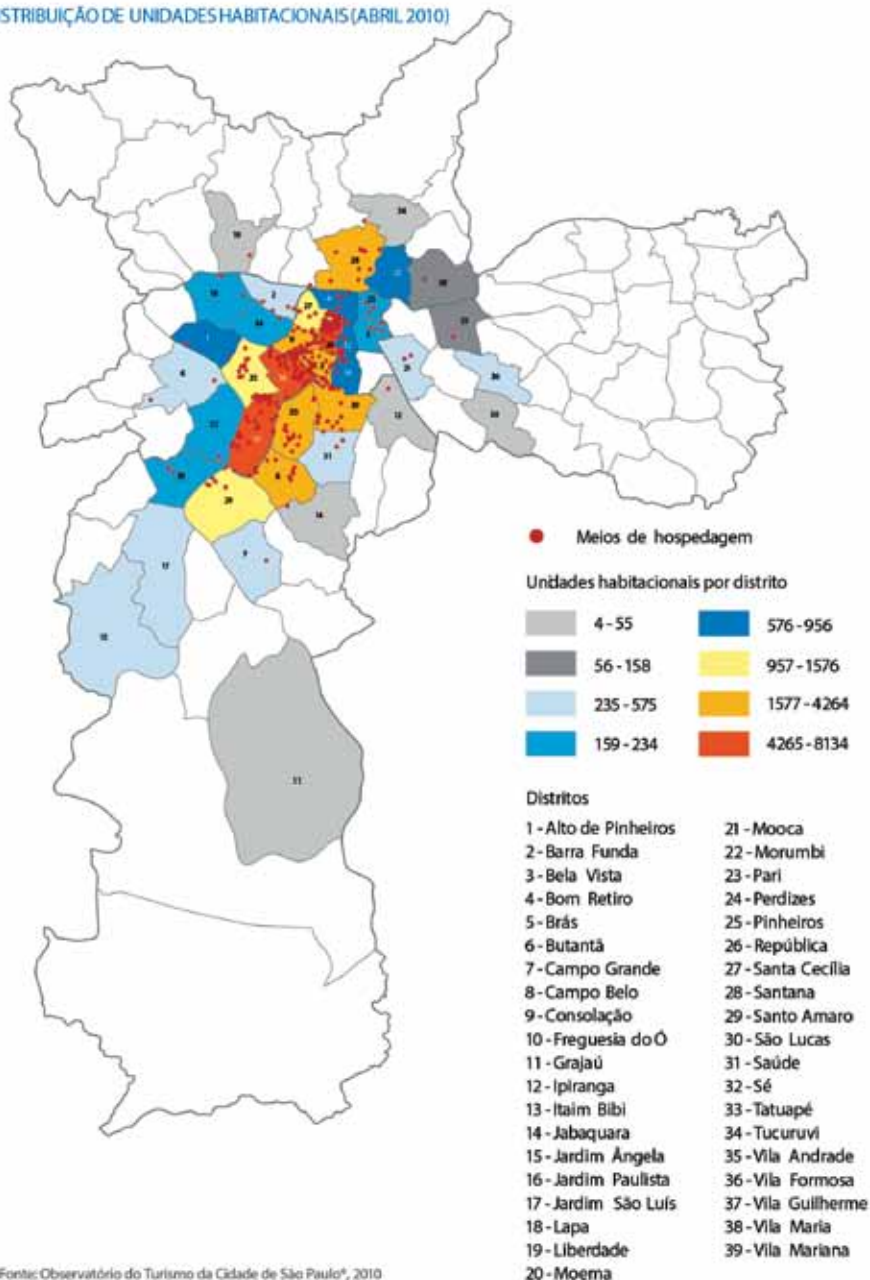 STRIBUIÇÃO DE UNIDADES HABITACIONAIS (ABRIL 2010)
Meios de hospedagem
Unidades habitacionais por distrito
4 - 55
576 - 956
56 - 158
957 - 1576
235 - 575
1577 - 4264
159 - 234
4265 - 8134
Distritos
1 - Alto de Pinheiros
2 - Barra Funda
3 - Bela Vista
4 - Bom Retiro
5 - Brás
6 - Butantã
7 - Campo Grande
8 - Campo Belo
9 - Consolação
10 - Freguesia do Ó
11 - Grajaú
12 - Ipiranga
13 - Itaim Bibi
14 - Jabaquara
15 - Jardim Ângela
16 - Jardim Paulista
17 - Jardim São Luís
18 - Lapa
19 - Liberdade
20 - Moema
21 - Mooca
22 - Morumbi
23 - Pari
24 - Perdizes
25 - Pinheiros
26 - República
27 - Santa Cecília
28 - Santana
29 - Santo Amaro
30 - São Lucas
31 - Saúde
32 - Sé
33 - Tatuapé
34 - Tucuruvi
35 - Vila Andrade
36 - Vila Formosa
37 - Vila Guilherme
38 - Vila Maria
39 - Vila Mariana
11
Fonte: Observatório do Turismo da Cidade de São Paulo*, 2010